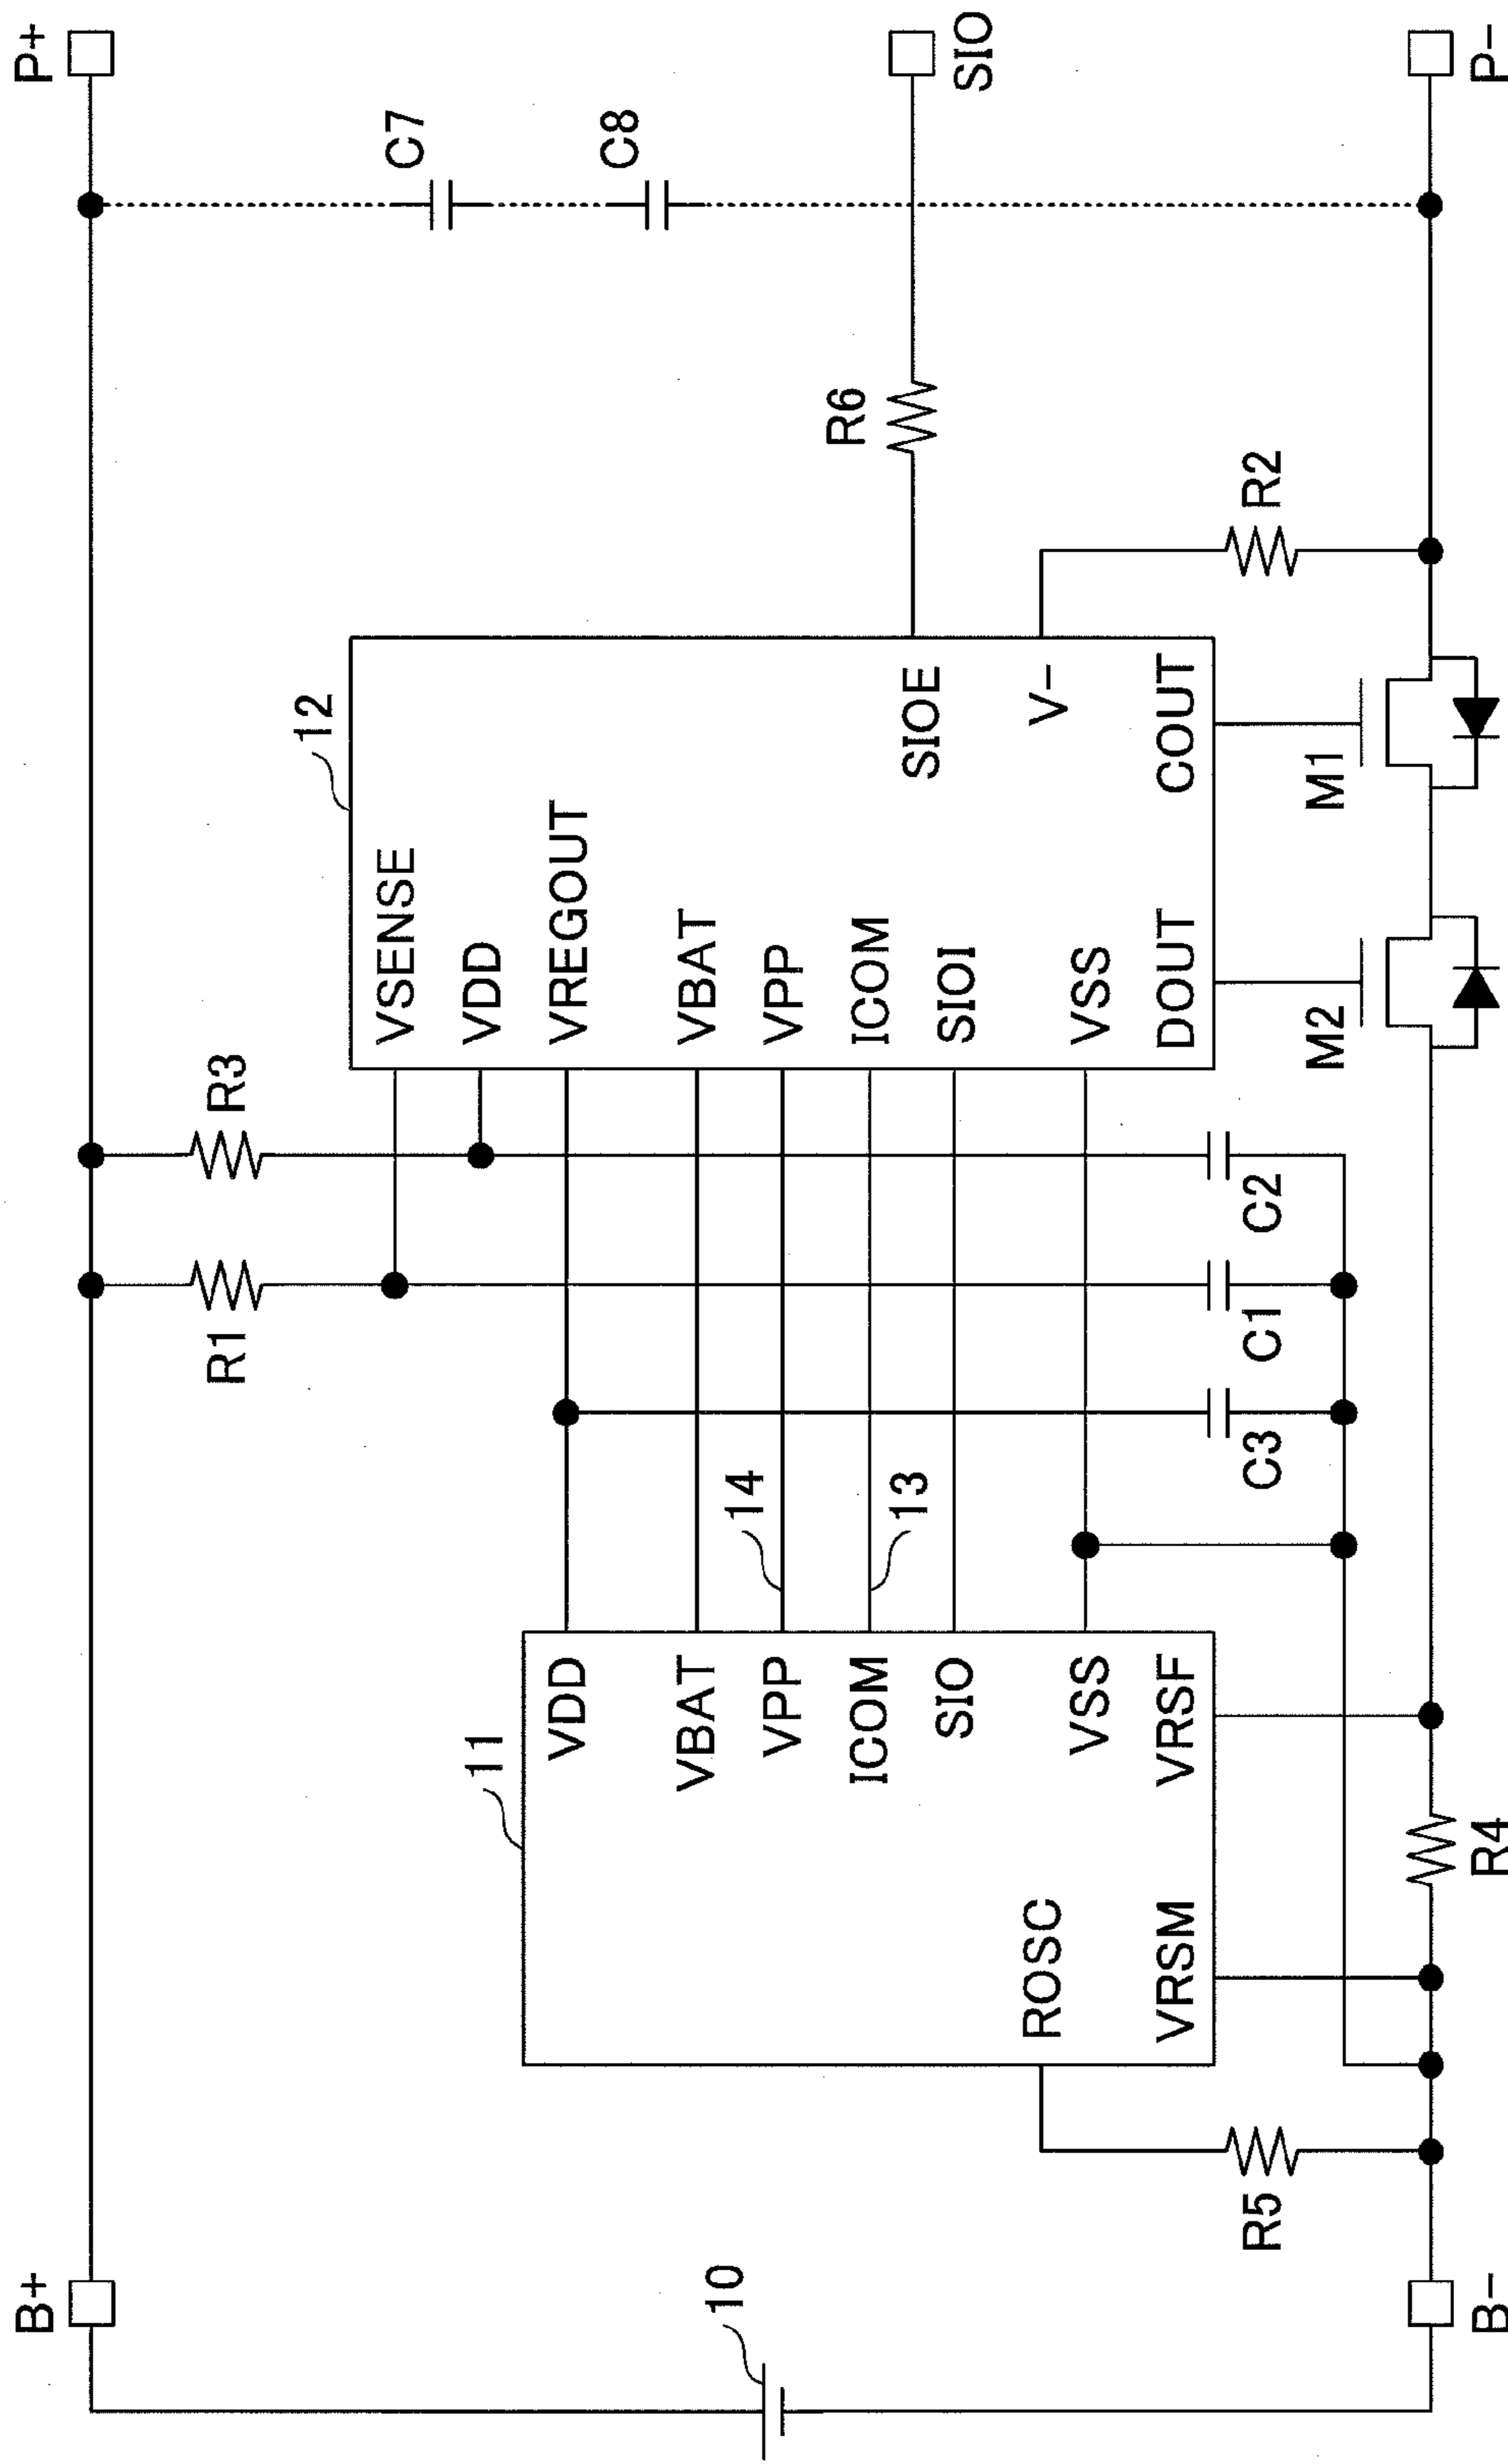 B+
P+
R1
R3
C7
C8
10
11
12
VDD
VBAT
VPP
ICOM
SIO
VSS
ROSC
VRSM
VRSF
14
13
VSENSE
VDD
VREGOUT
VBAT
VPP
ICOM
SIOI
VSS
DOUT
COUT
SIOE
V-
R6
SIO
R2
R5
C3
C1
C2
R4
M2
M1
B-
P-